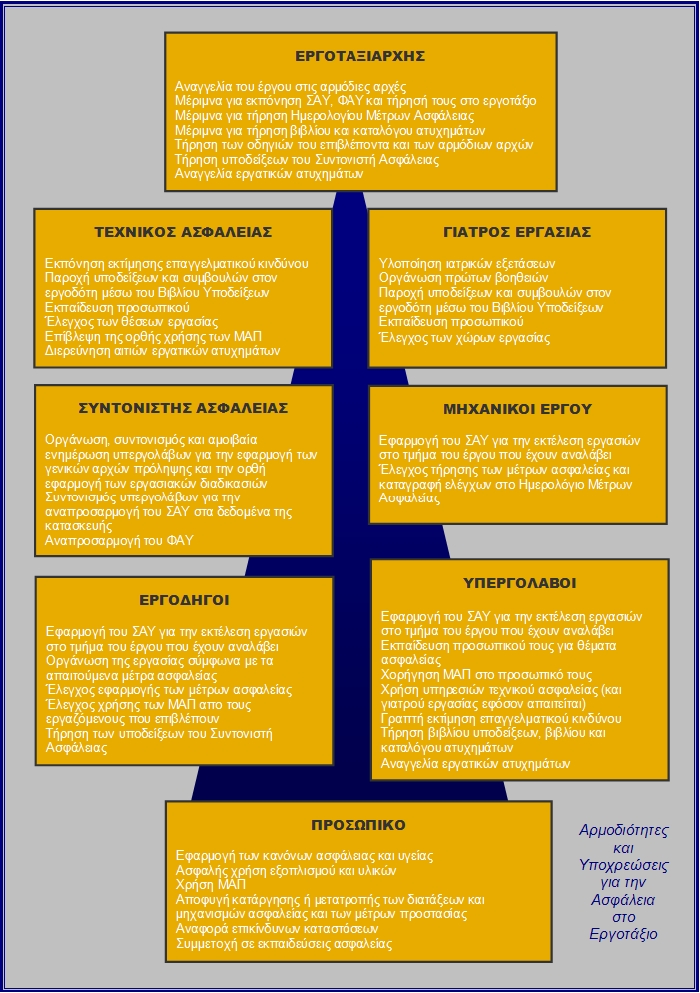 ΕΡΓΟΤΑΞΙΑΡΧΗΣ
Αναγγελία του έργου στις αρμόδιες αρχές
Μέριμνα για εκπόνηση ΣΑΥ, ΦΑΥ και τήρησή τους στο εργοτάξιο
Μέριμνα για τήρηση Ημερολογίου Μέτρων Ασφάλειας
Μέριμνα για τήρηση βιβλίου και καταλόγου ατυχημάτων
Τήρηση των οδηγιών του επιβλέποντα και των αρμόδιων αρχών
Τήρηση υποδείξεων του Συντονιστή Ασφάλειας
Αναγγελία εργατικών ατυχημάτων
ΤΕΧΝΙΚΟΣ ΑΣΦΑΛΕΙΑΣ
Εκπόνηση εκτίμησης επαγγελματικού κινδύνου
Παροχή υποδείξεων και συμβουλών στον
εργοδότη μέσω του Βιβλίου Υποδείξεων
Εκπαίδευση προσωπικού
Έλεγχος των θέσεων εργασίας
Επίβλεψη της ορθής χρήσης των ΜΑΠ
Διερεύνηση αιτιών εργατικών ατυχημάτων
ΓΙΑΤΡΟΣ ΕΡΓΑΣΙΑΣ
Υλοποίηση ιατρικών εξετάσεων
Οργάνωση πρώτων βοηθειών
Παροχή υποδείξεων και συμβουλών στον
εργοδότη μέσω του Βιβλίου Υποδείξεων
Εκπαίδευση προσωπικού
Έλεγχος των χώρων εργασίας
ΣΥΝΤΟΝΙΣΤΗΣ ΑΣΦΑΛΕΙΑΣ
Οργάνωση, συντονισμός και αμοιβαία
ενημέρωση υπεργολάβων για την εφαρμογή των
γενικών αρχών πρόληψης και την ορθή
εφαρμογή των εργασιακών διαδικασιών
Συντονισμός υπεργολάβων για την
αναπροσαρμογή του ΣΑΥ στα δεδομένα της
κατασκευής
Αναπροσαρμογή του ΦΑΥ
ΜΗΧΑΝΙΚΟΙ ΕΡΓΟΥ
Εφαρμογή του ΣΑΥ για την εκτέλεση εργασιών
στο τμήμα του έργου που έχουν αναλάβει
Έλεγχος τήρησης των μέτρων ασφαλείας και
καταγραφή ελέγχων στο Ημερολόγιο Μέτρων
Ασφαλείας
ΕΡΓΟΔΗΓΟΙ
Εφαρμογή του ΣΑΥ για την εκτέλεση εργασιών
στο τμήμα του έργου που έχουν αναλάβει
Οργάνωση της εργασίας σύμφωνα με τα
απαιτούμενα μέτρα ασφαλείας
Έλεγχος εφαρμογής των μέτρων ασφαλείας
Έλεγχος χρήσης των ΜΑΠ απο τους
εργαζόμενους που επιβλέπουν
Τήρηση των υποδείξεων του Συντονιστή
Ασφάλειας
ΥΠΕΡΓΟΛΑΒΟΙ
Εφαρμογή του ΣΑΥ για την εκτέλεση εργασιών
στο τμήμα του έργου που έχουν αναλάβει
Εκπαίδευση προσωπικού τους για θέματα
ασφαλείας
Χορήγηση ΜΑΠ στο προσωπικό τους
Χρήση υπηρεσιών τεχνικού ασφαλείας (και
γιατρού εργασίας εφόσον απαιτείται)
Γραπτή εκτίμηση επαγγελματικού κινδύνου
Τήρηση βιβλίου υποδείξεων, βιβλίου και
καταλόγου ατυχημάτων
Αναγγελία εργατικών ατυχημάτων
ΠΡΟΣΩΠΙΚΟ
Εφαρμογή των κανόνων ασφάλειας και υγείας
Ασφαλής χρήση εξοπλισμού και υλικών
Χρήση ΜΑΠ
Αποφυγή κατάργησης ή μετατροπής των διατάξεων και
μηχανισμών ασφαλείας και των μέτρων προστασίας
Αναφορά επικίνδυνων καταστάσεων
Συμμετοχή σε εκπαιδεύσεις ασφαλείας
Αρμοδιότητες
και
Υποχρεώσεις
για την
Ασφάλεια
στο
Εργοτάξιο